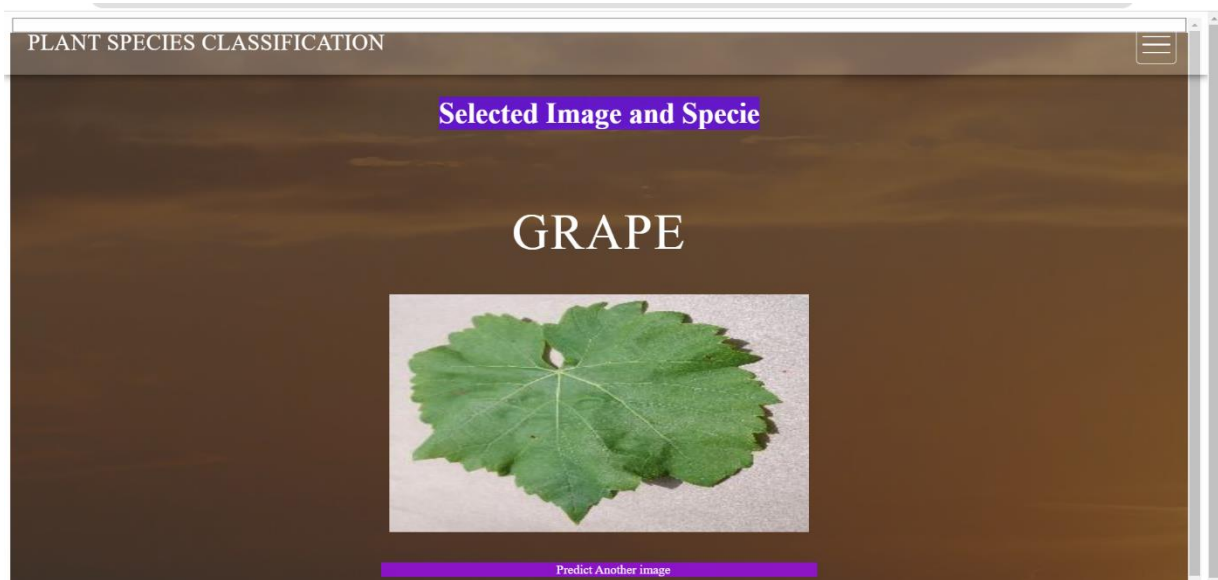 PLANT SPECIES CLASSIFICATION
Selected Image and Specie
GRAPE
Predict Another image